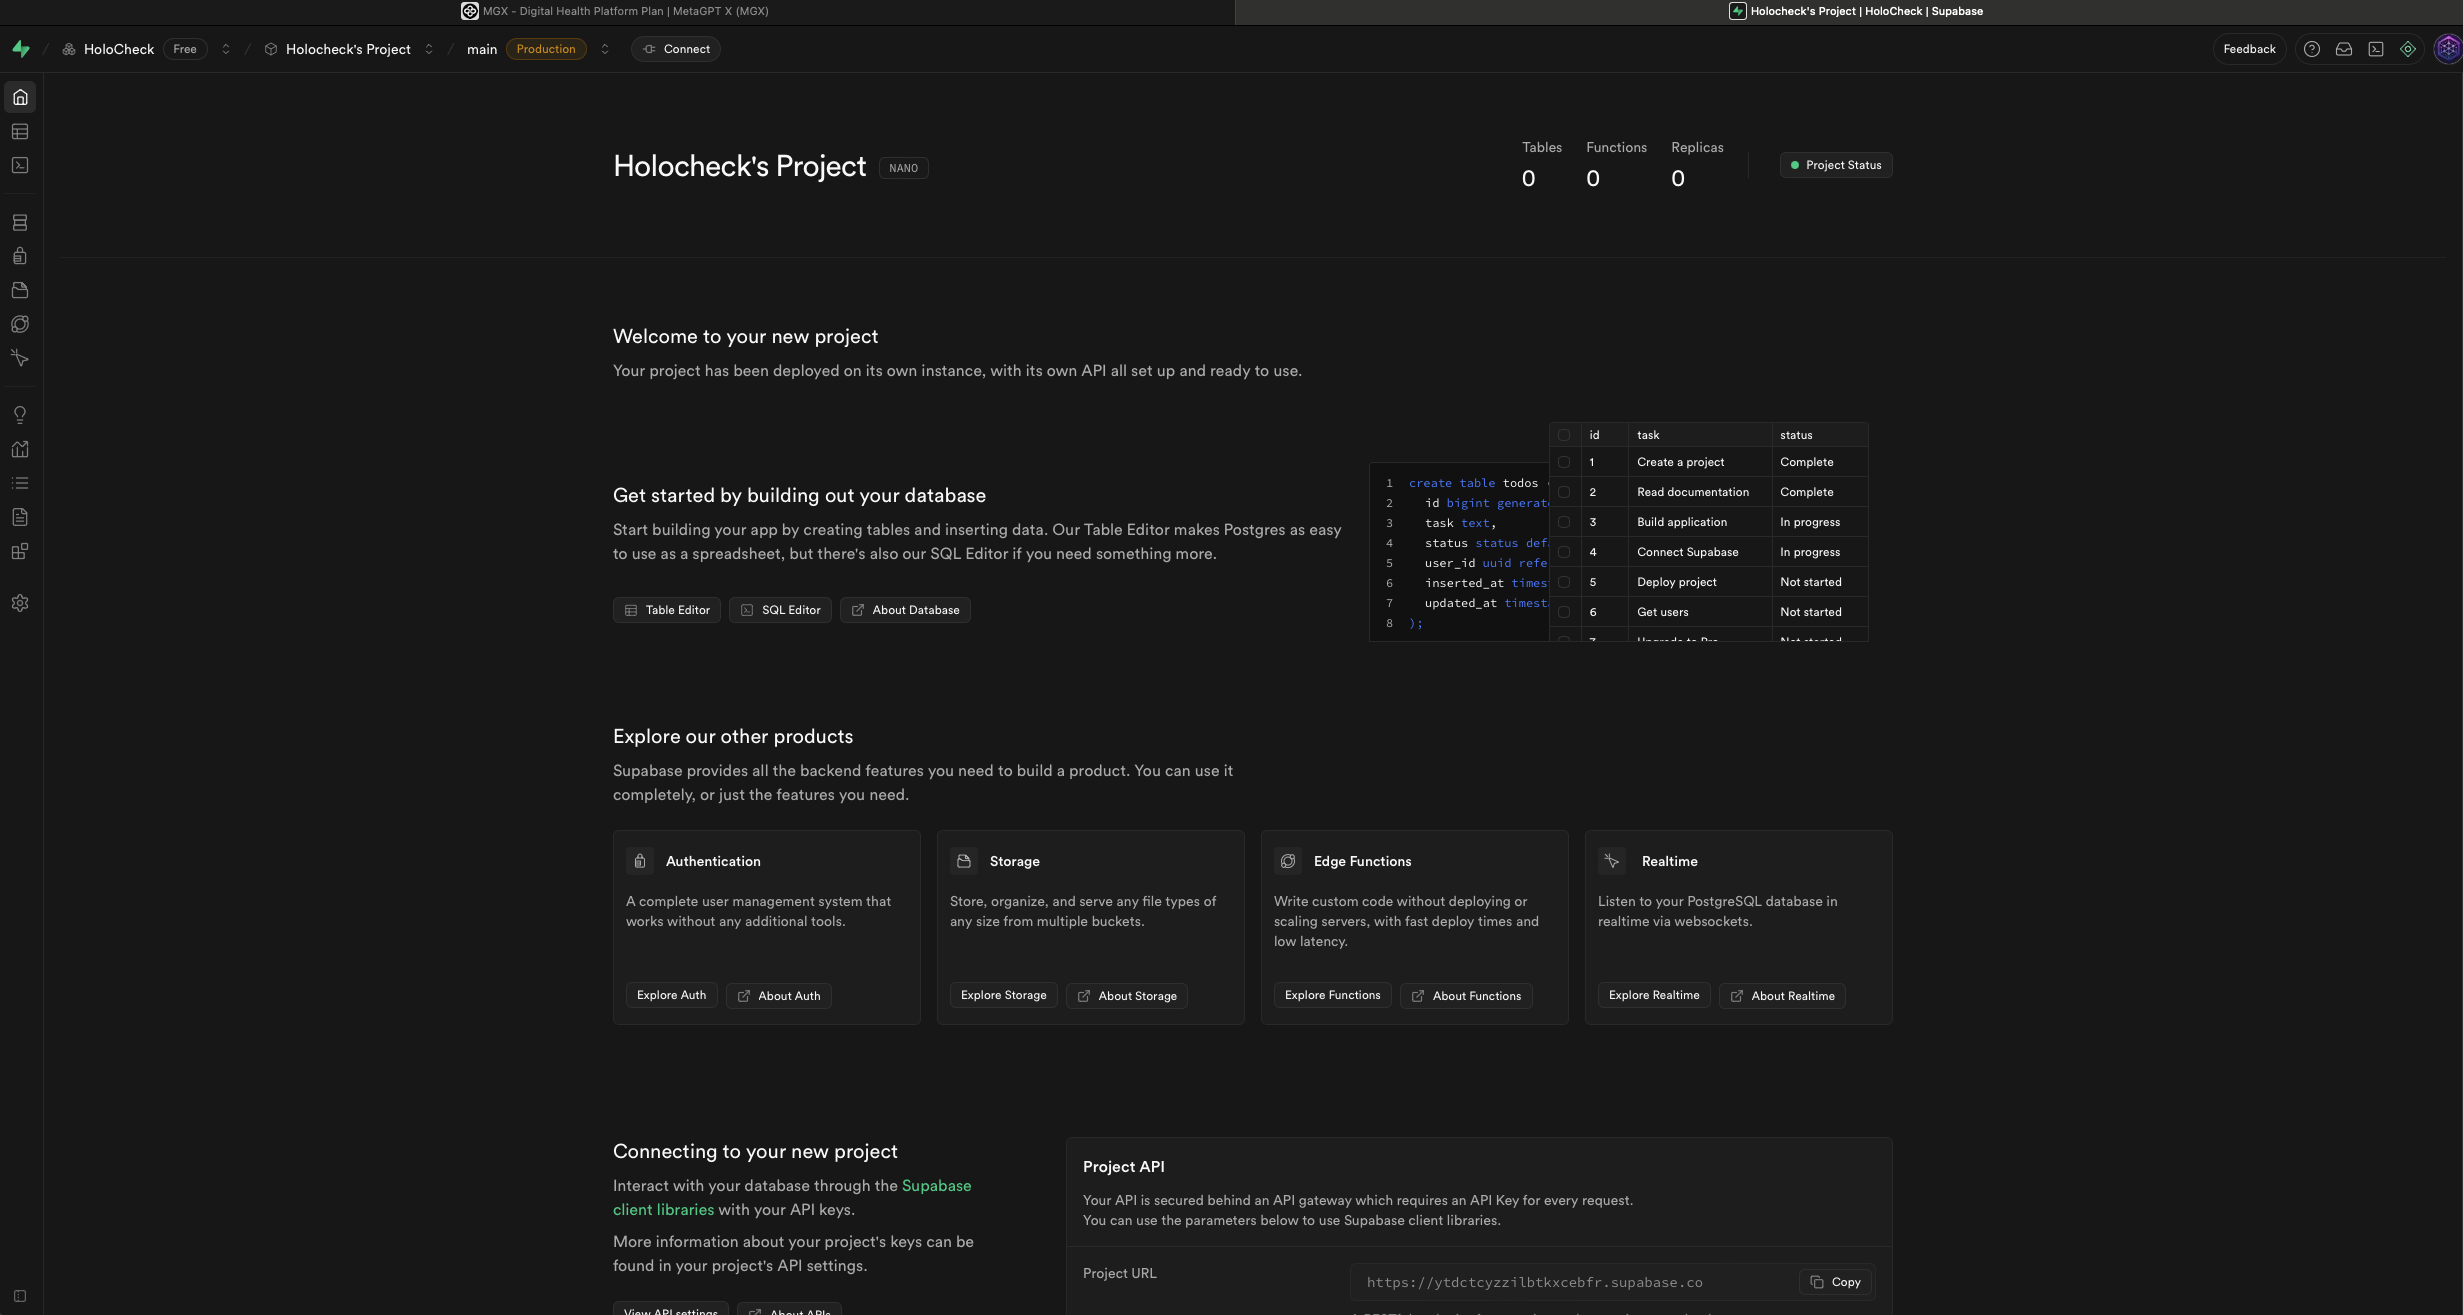 MGX - Digital Health Platform Plan | MetaGPT X (MGX)
Holocheck's Project | HoloCheck | Supabase
HoloCheck Free / Holocheck's Project / main Production Connect
Feedback
Holocheck's Project NANO
Tables Functions Replicas
0 0 0
Project Status
Welcome to your new project
Your project has been deployed on its own instance, with its own API all set up and ready to use.
Get started by building out your database
Start building your app by creating tables and inserting data. Our Table Editor makes Postgres as easy
to use as a spreadsheet, but there's also our SQL Editor if you need something more.
Table Editor SQL Editor About Database
1 create table todos
2 id bigint generat
3 task text,
4 status status def
5 user_id uuid refe
6 inserted_at times
7 updated_at timest
8 );
id task status
1 Create a project Complete
2 Read documentation Complete
3 Build application In progress
4 Connect Supabase In progress
5 Deploy project Not started
6 Get users Not started
7 Upgrade to Pro Not started
Explore our other products
Supabase provides all the backend features you need to build a product. You can use it
completely, or just the features you need.
Authentication
A complete user management system that
works without any additional tools.
Explore Auth About Auth
Storage
Store, organize, and serve any file types of
any size from multiple buckets.
Explore Storage About Storage
Edge Functions
Write custom code without deploying or
scaling servers, with fast deploy times and
low latency.
Explore Functions About Functions
Realtime
Listen to your PostgreSQL database in
realtime via websockets.
Explore Realtime About Realtime
Connecting to your new project
Interact with your database through the Supabase
client libraries with your API keys.
More information about your project's keys can be
found in your project's API settings.
View API settings About APIs
Project API
Your API is secured behind an API gateway which requires an API Key for every request.
You can use the parameters below to use Supabase client libraries.
Project URL
https://ytdctcyzzilbtkxcebfr.supabase.co
Copy